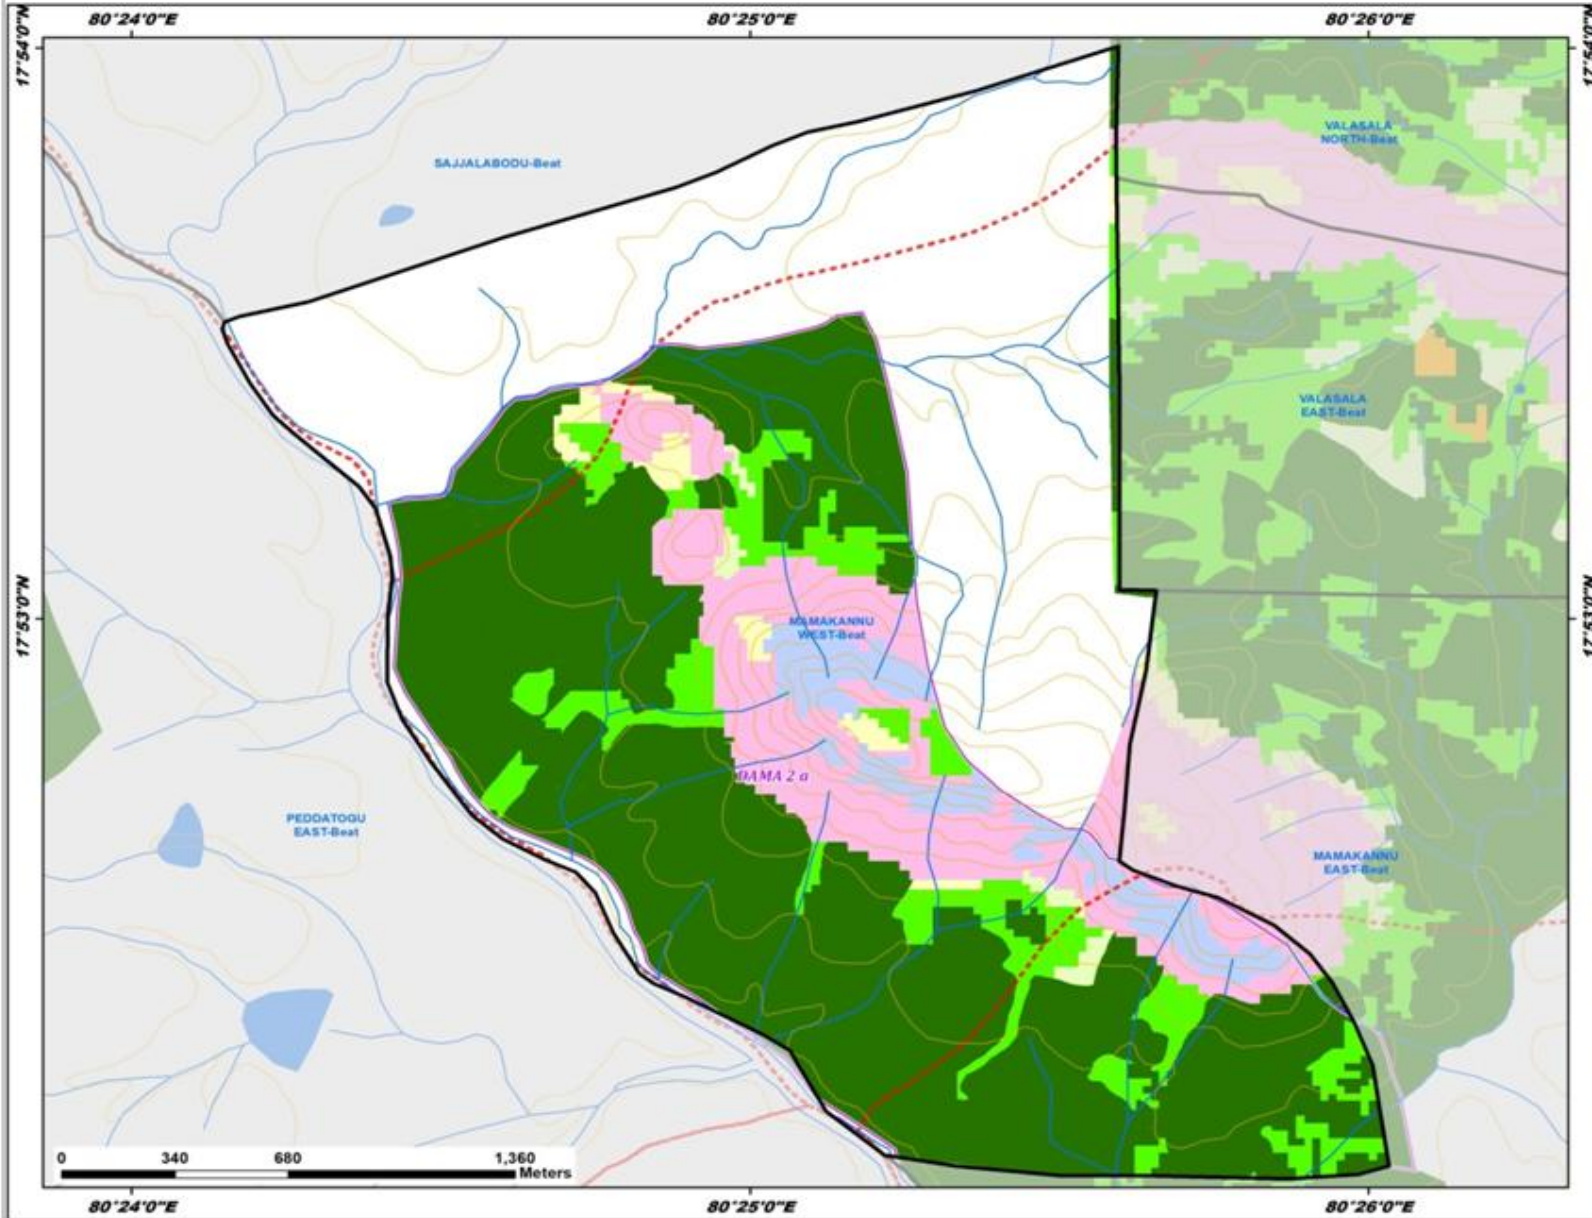 80°24'0"E 80°25'0"E 80°26'0"E
17°54'0"N
17°54'0"N
VALASALA
NORTH-Beat
SAJJALABODU-Beat
VALASALA
EAST-Beat
17°53'0"N
17°53'0"N
MAMAKANNU
WEST-Beat
DAMA 2 a
PEDDATOGU
EAST-Beat
MAMAKANNU
EAST-Beat
0 340 680 1,360
Meters
80°24'0"E 80°25'0"E 80°26'0"E